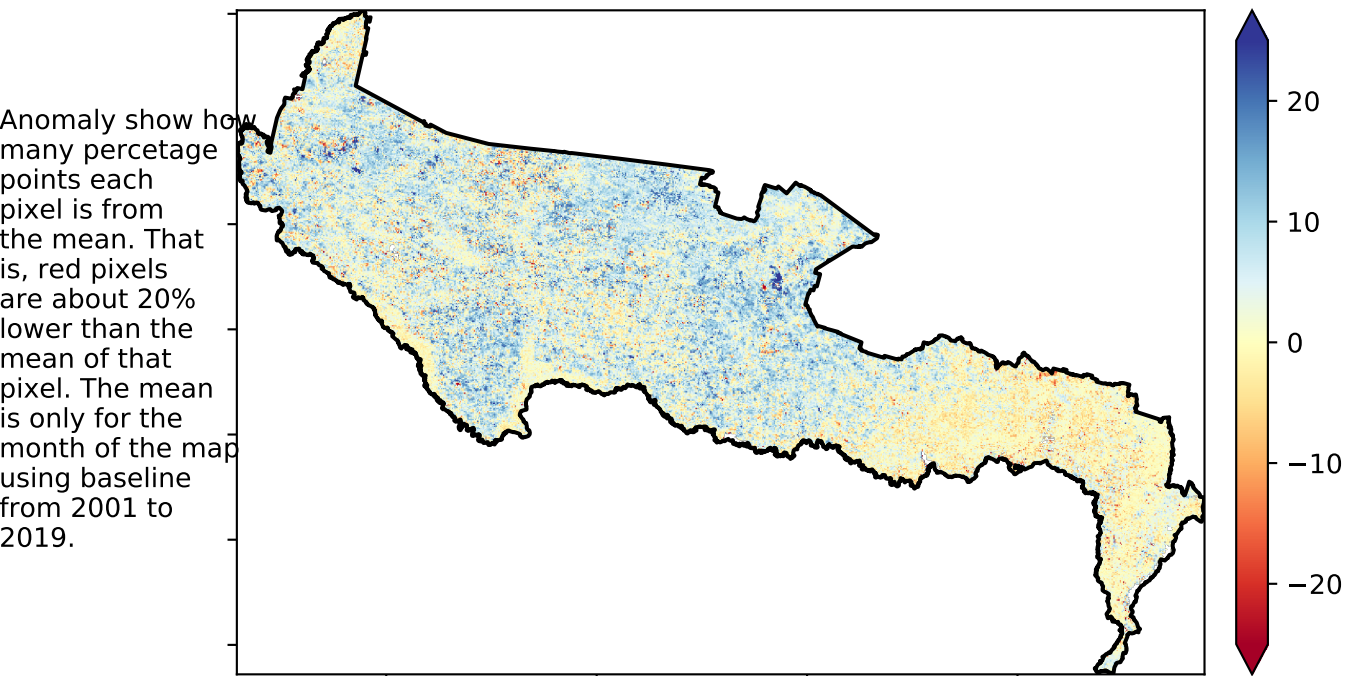 Anomaly show how
many percetage
points each
pixel is from
the mean. That
is, red pixels
are about 20%
lower than the
mean of that
pixel. The mean
is only for the
month of the map
using baseline
from 2001 to
2019.
20
10
0
−10
−20